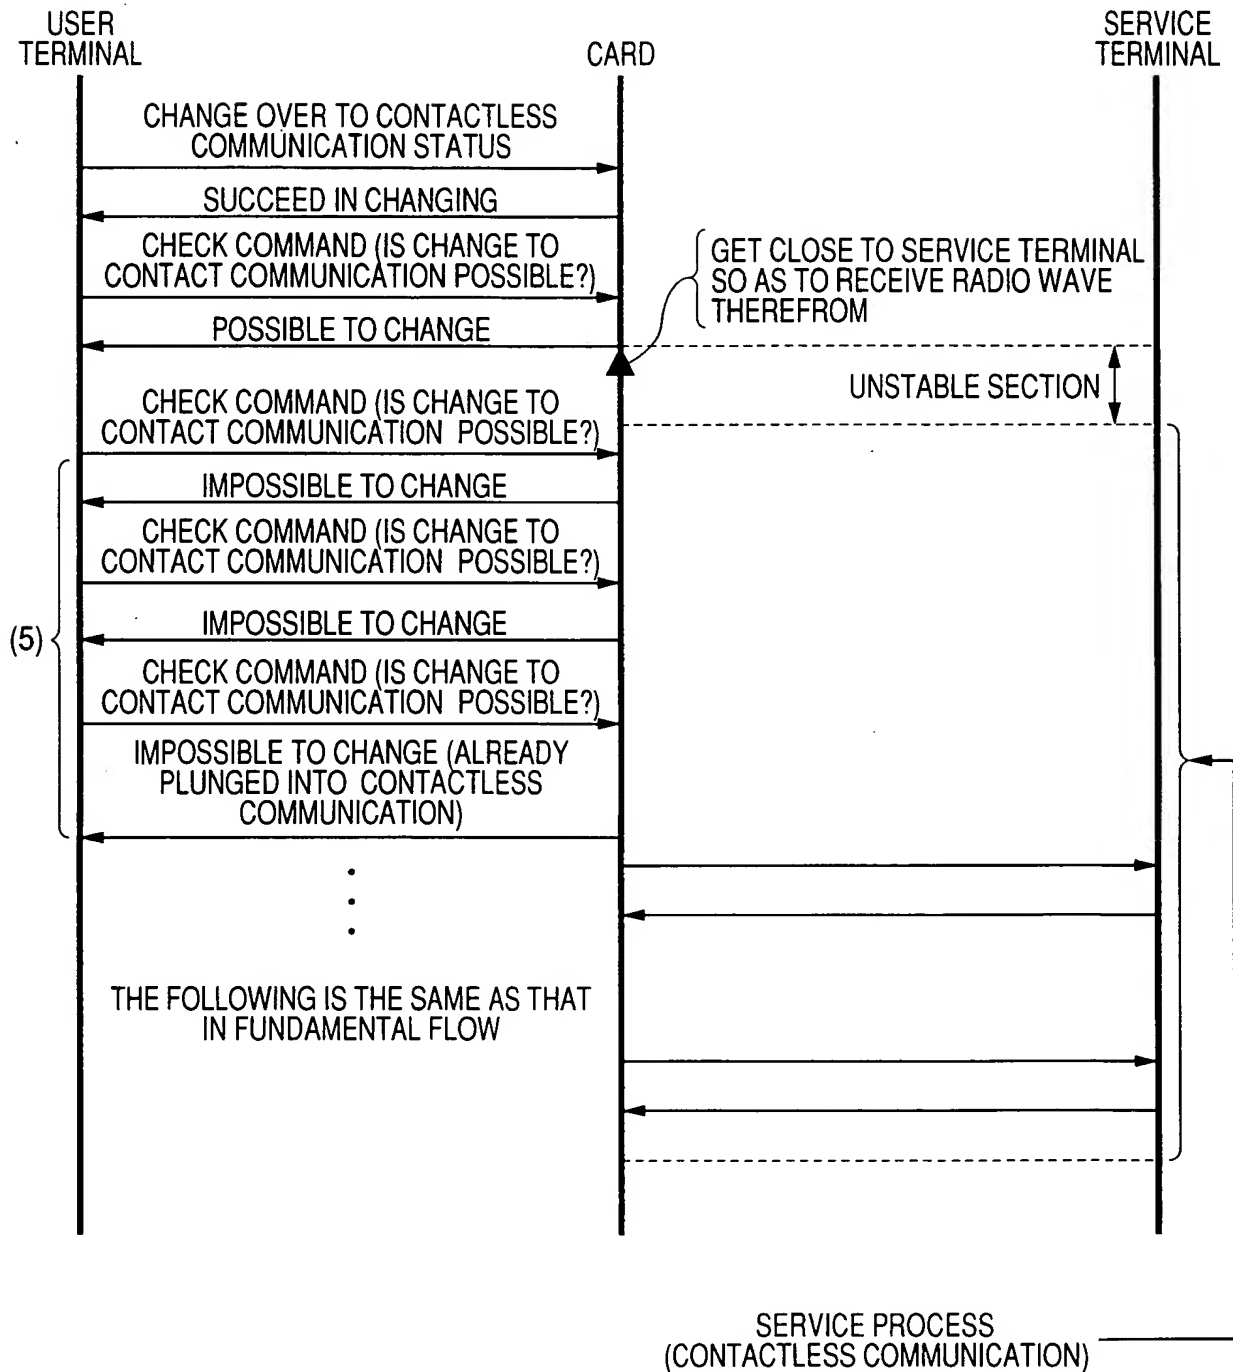 USER
TERMINAL
CARD
SERVICE
TERMINAL
CHANGE OVER TO CONTACTLESS
COMMUNICATION STATUS
SUCCEED IN CHANGING
CHECK COMMAND (IS CHANGE TO
CONTACT COMMUNICATION POSSIBLE?)
GET CLOSE TO SERVICE TERMINAL
SO AS TO RECEIVE RADIO WAVE
THEREFROM
POSSIBLE TO CHANGE
UNSTABLE SECTION
CHECK COMMAND (IS CHANGE TO
CONTACT COMMUNICATION POSSIBLE?)
IMPOSSIBLE TO CHANGE
CHECK COMMAND (IS CHANGE TO
CONTACT COMMUNICATION POSSIBLE?)
IMPOSSIBLE TO CHANGE
(5)
CHECK COMMAND (IS CHANGE TO
CONTACT COMMUNICATION POSSIBLE?)
IMPOSSIBLE TO CHANGE (ALREADY
PLUNGED INTO CONTACTLESS
COMMUNICATION)
THE FOLLOWING IS THE SAME AS THAT
IN FUNDAMENTAL FLOW
SERVICE PROCESS
(CONTACTLESS COMMUNICATION)